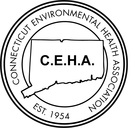 CONNECTICUT ENVIRONMENTAL HEALTH ASSOCIATION
C.E.H.A.
EST. 1954